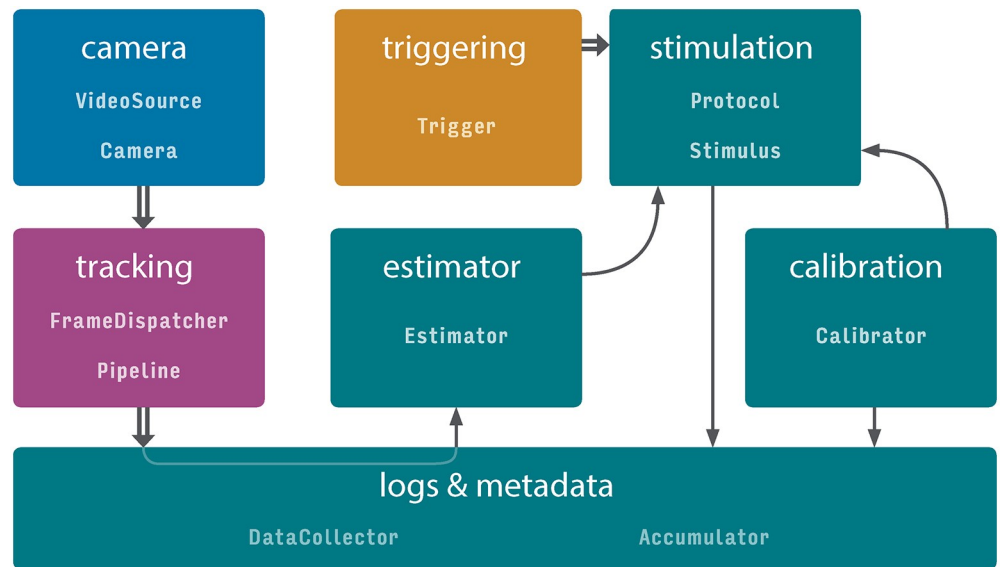 camera
VideoSource
Camera
triggering
Trigger
stimulation
Protocol
Stimulus
tracking
FrameDispatcher
Pipeline
estimator
Estimator
calibration
Calibrator
logs & metadata
DataCollector
Accumulator